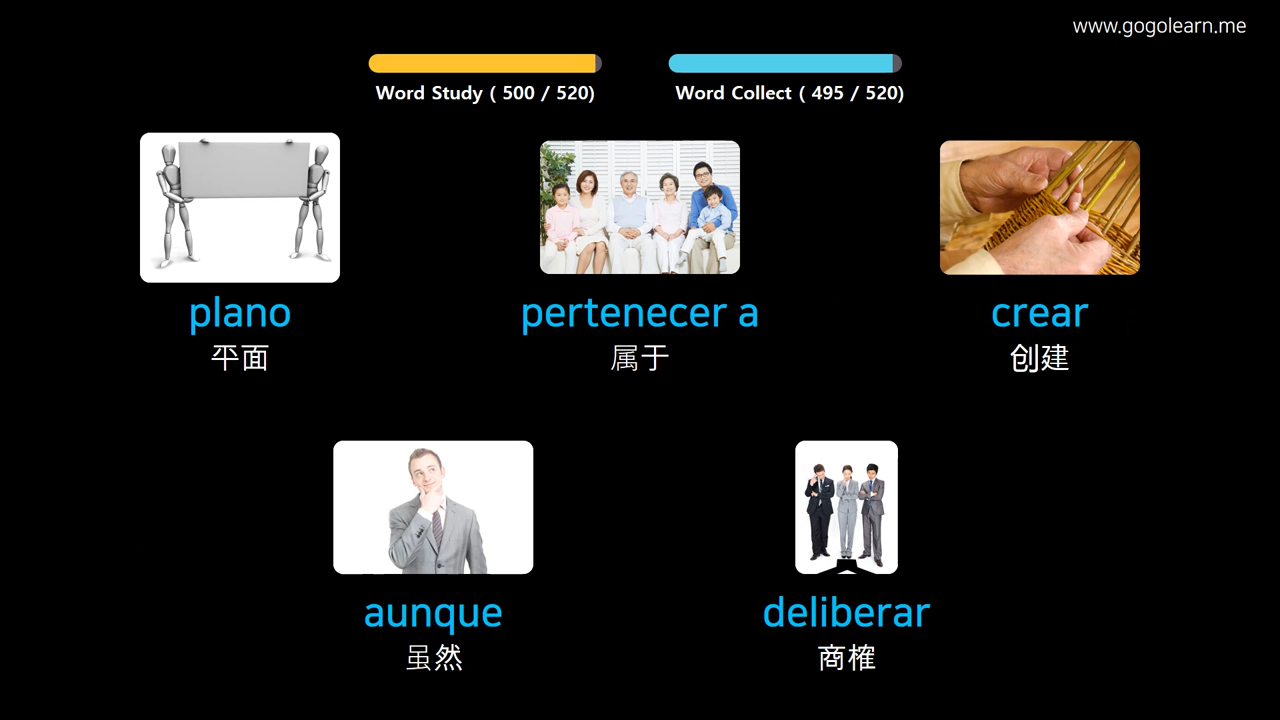 www.gogolearn.me
Word Study ( 500 / 520)
Word Collect ( 495 / 520)
plano
平面
pertenecer a
属于
crear
创建
aunque
虽然
deliberar
商榷